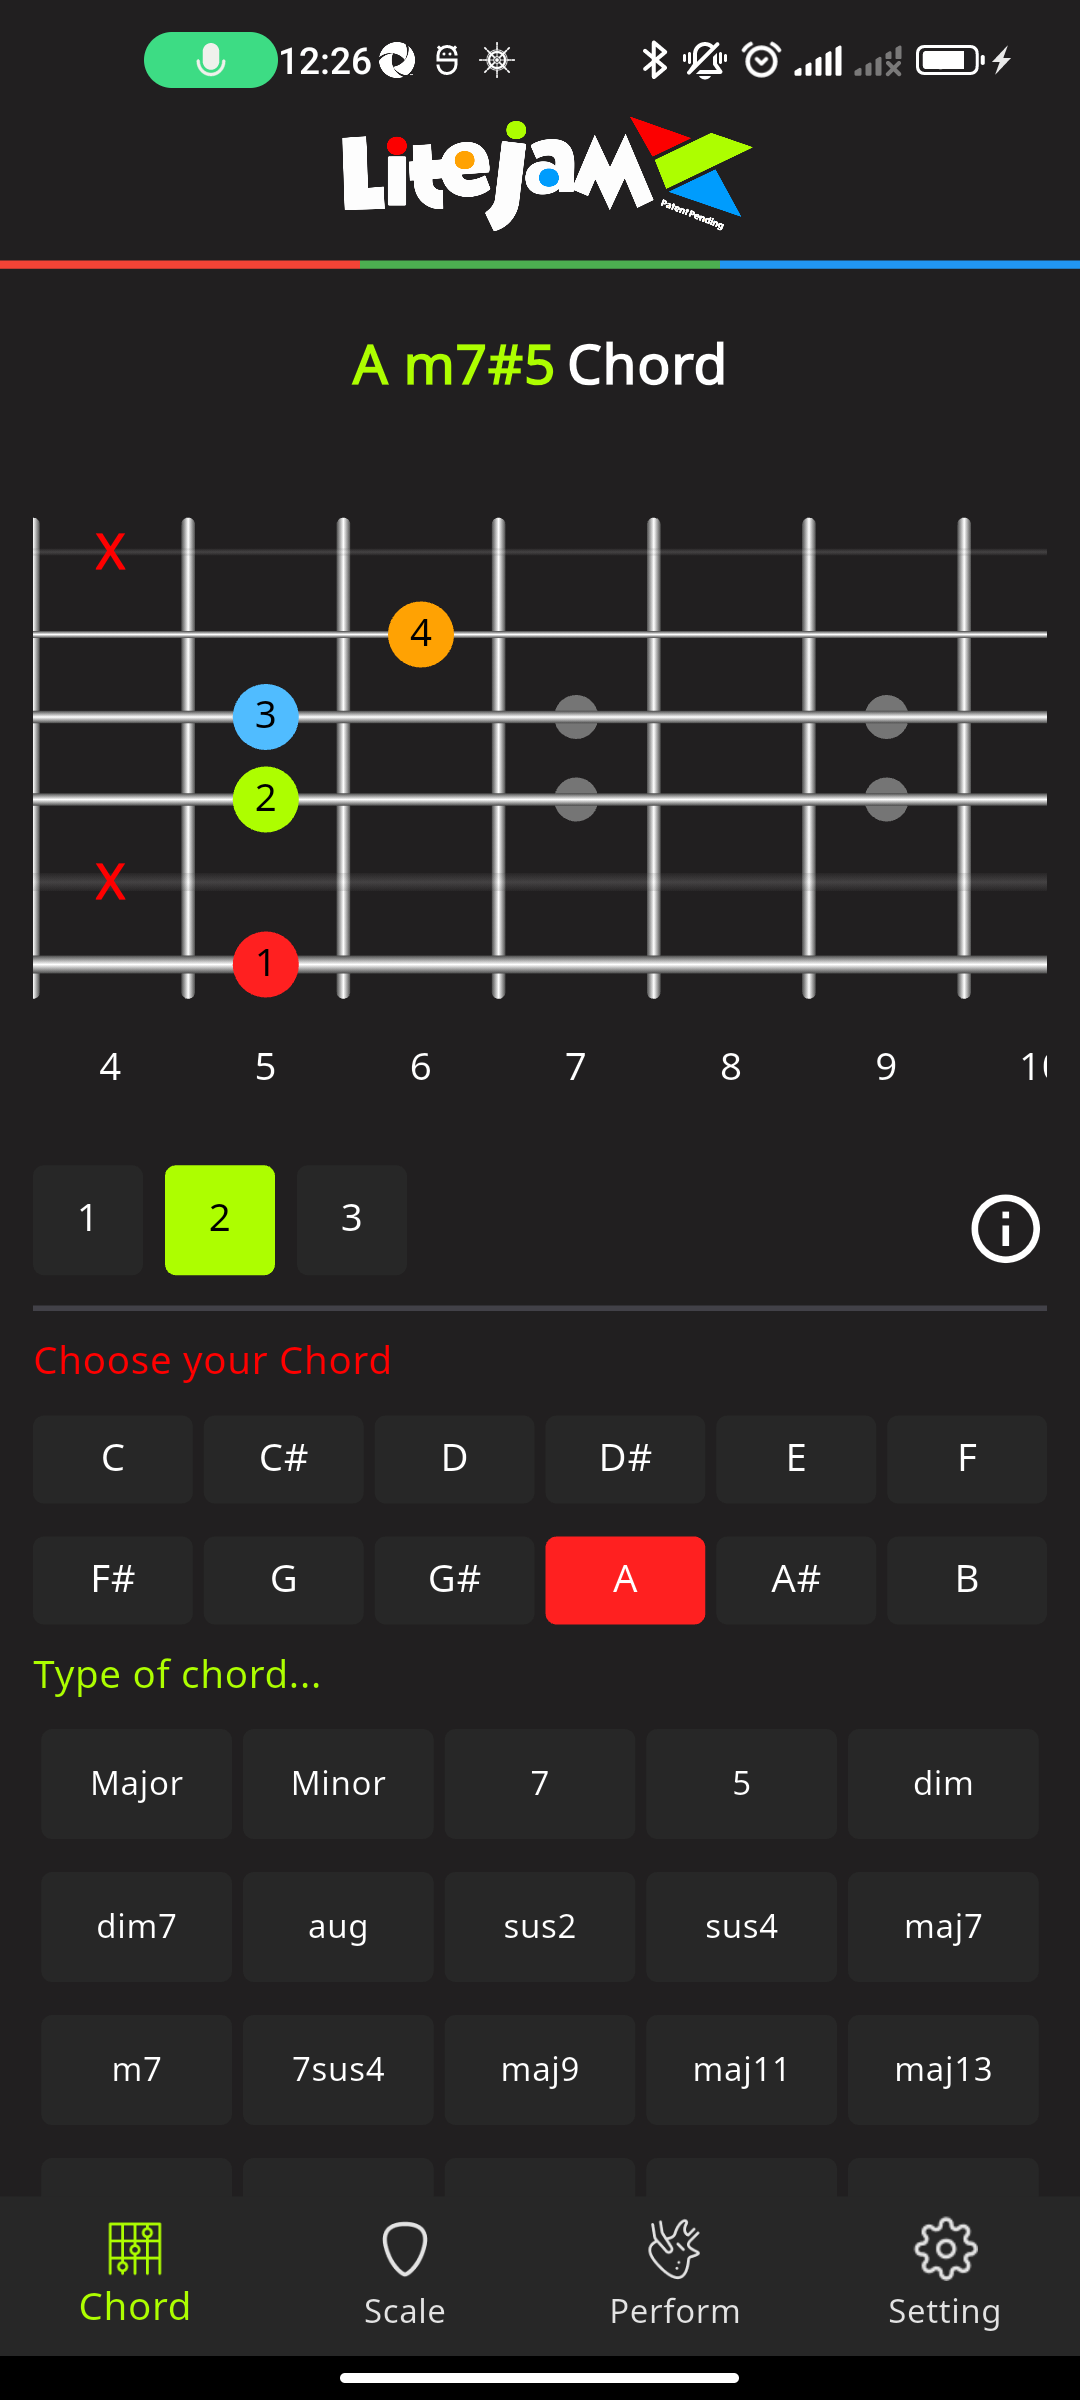 12:26
LiteJam
Patent Pending
A m7#5 Chord
X
4
3
2
X
1
4 5 6 7 8 9 10
1 2 3
Choose your Chord
C C# D D# E F
F# G G# A A# B
Type of chord...
Major Minor 7 5 dim
dim7 aug sus2 sus4 maj7
m7 7sus4 maj9 maj11 maj13
Chord Scale Perform Setting